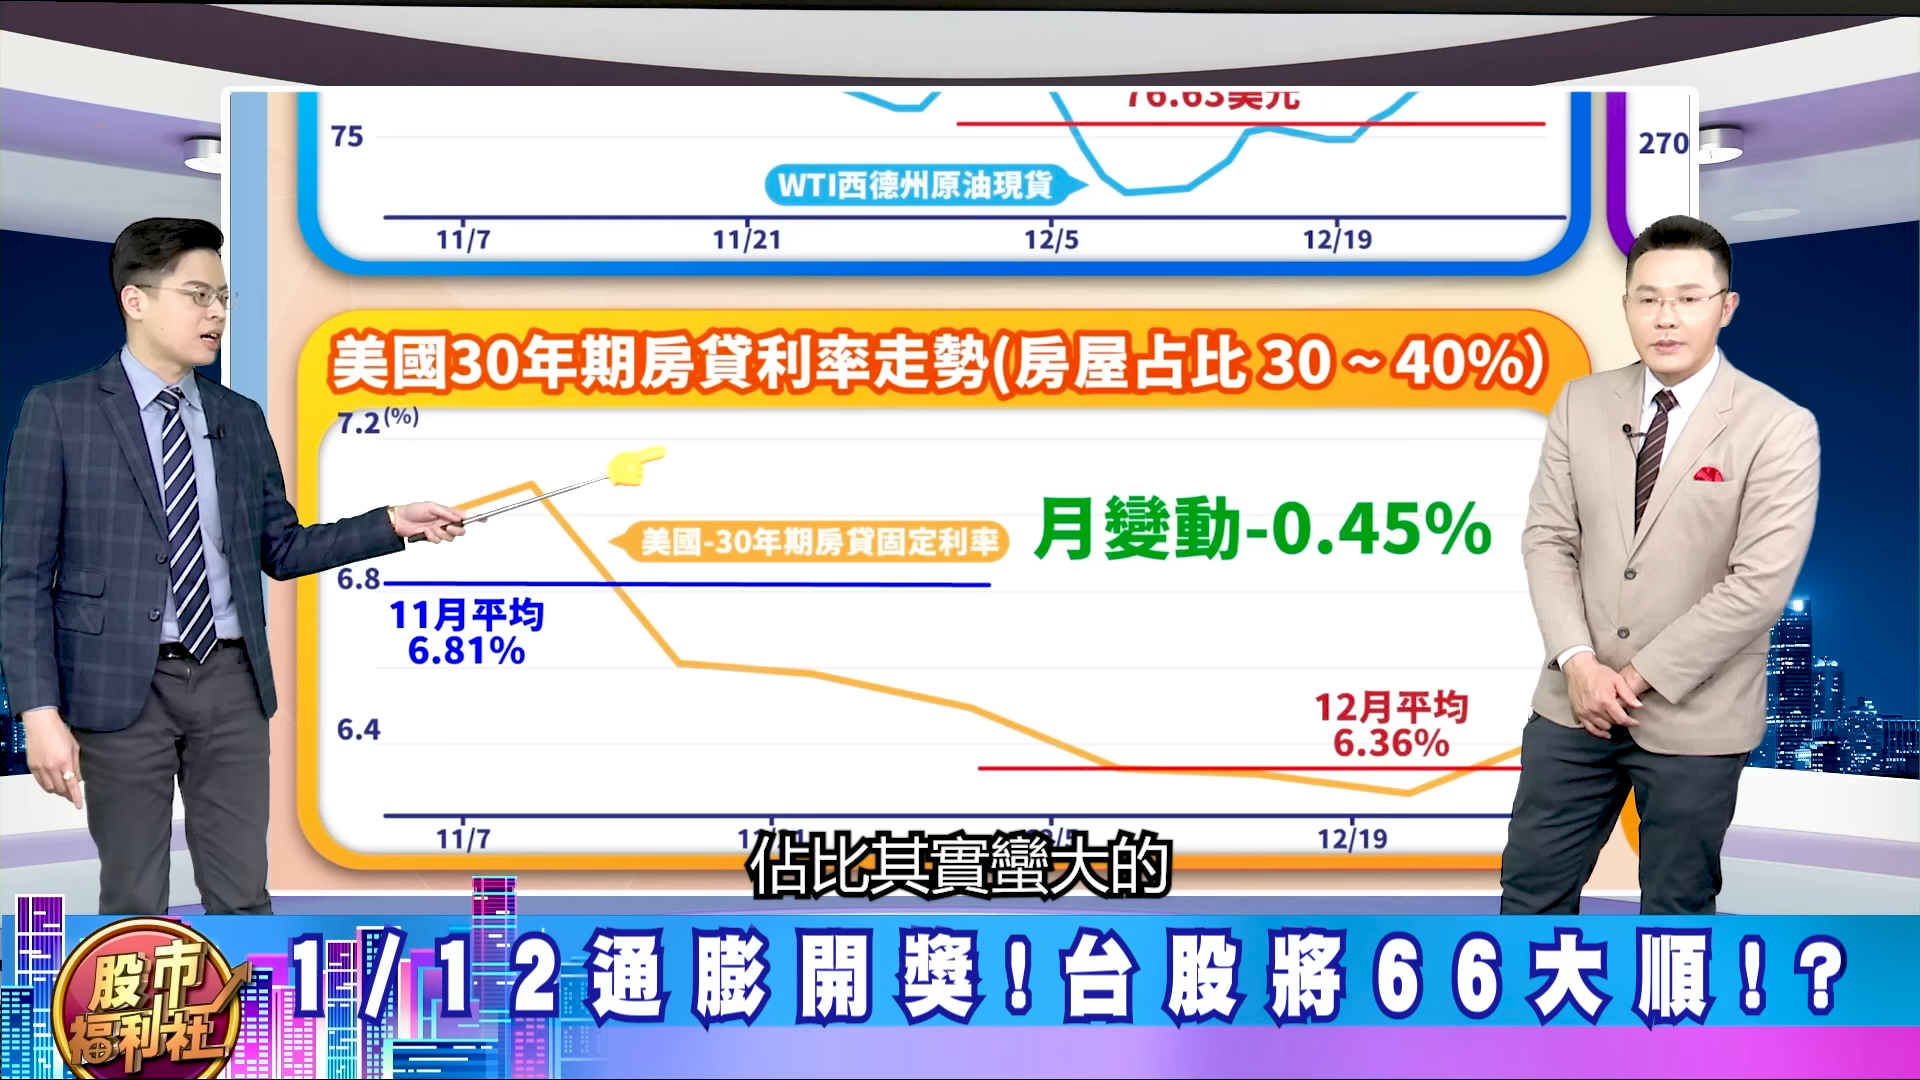 76.63美元
75
270
WTI西德州原油現貨
11/7
11/21
12/5
12/19
美國30年期房貸利率走勢(房屋占比 30 ~ 40%)
7.2(%)
月變動-0.45%
美國-30年期房貸固定利率
6.8
11月平均
6.81%
12月平均
6.36%
6.4
11/7
12/19
佔比其實蠻大的
1/12通膨開獎!台股將66大順!?
股市
福利社